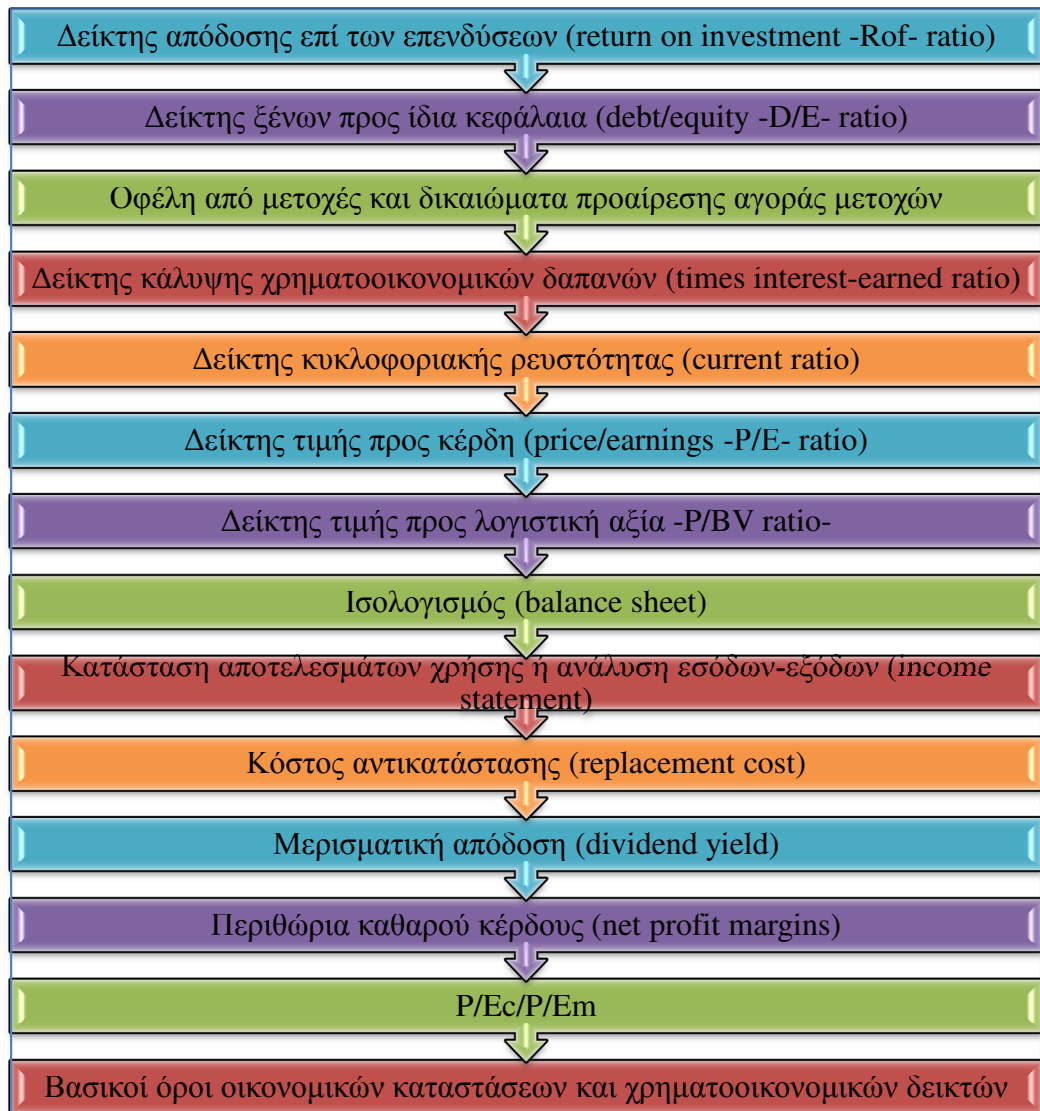 Δείκτης απόδοσης επί των επενδύσεων (return on investment -Rof- ratio)
Δείκτης ξένων προς ίδια κεφάλαια (debt/equity -D/E- ratio)
Οφέλη από μετοχές και δικαιώματα προαίρεσης αγοράς μετοχών
Δείκτης κάλυψης χρηματοοικονομικών δαπανών (times interest-earned ratio)
Δείκτης κυκλοφοριακής ρευστότητας (current ratio)
Δείκτης τιμής προς κέρδη (price/earnings -P/E- ratio)
Δείκτης τιμής προς λογιστική αξία -P/BV ratio-
Ισολογισμός (balance sheet)
Κατάσταση αποτελεσμάτων χρήσης ή ανάλυση εσόδων-εξόδων (income
statement)
Κόστος αντικατάστασης (replacement cost)
Μερισματική απόδοση (dividend yield)
Περιθώρια καθαρού κέρδους (net profit margins)
P/Ec/P/Em
Βασικοί όροι οικονομικών καταστάσεων και χρηματοοικονομικών δεικτών